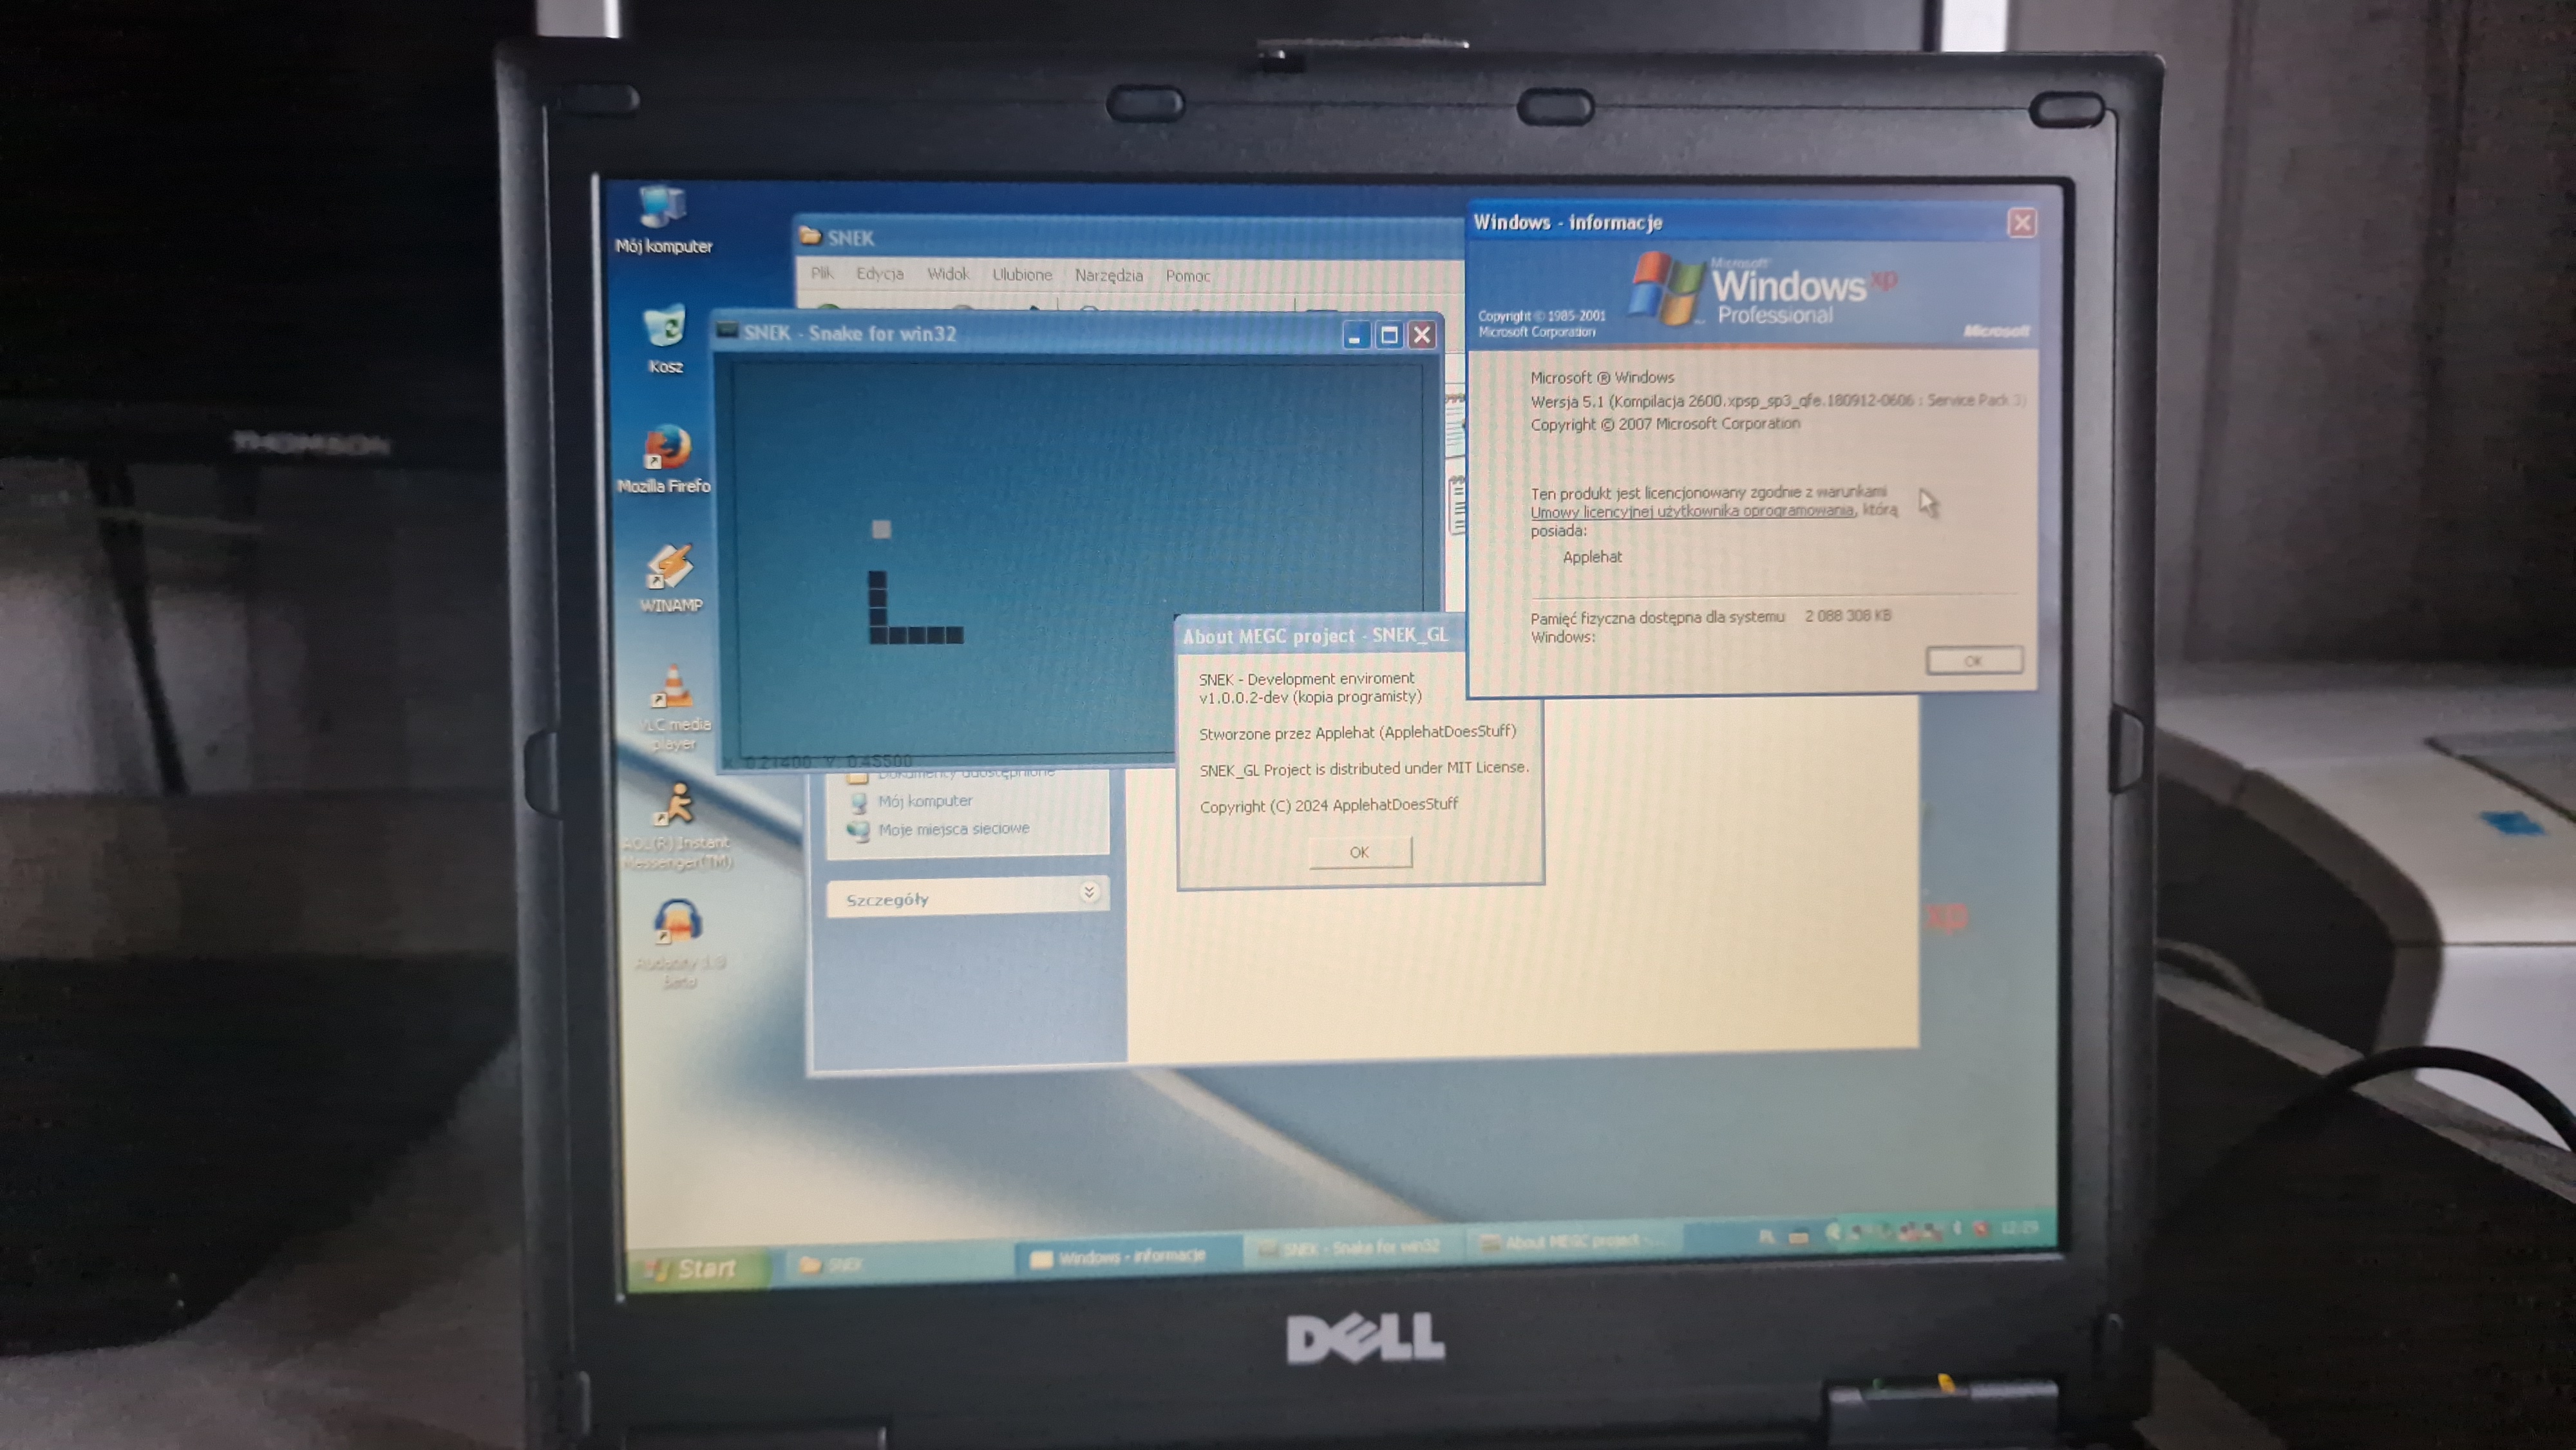 THOMSON
Mój komputer
Kosz
Mozilla Firefo
WINAMP
VLC media
player
AOL(R) Instant
Messenger(TM)
Audacity 1.3
Beta
SNEK
Plik Edycja Widok Ulubione Narzędzia Pomoc
SNEK - Snake for win32
X: 0.21400 Y: 0.45500
Dokumenty udostępnione
Mój komputer
Moje miejsca sieciowe
Szczegóły
About MEGC project - SNEK_GL
SNEK - Development enviroment
v1.0.0.2-dev (kopia programisty)
Stworzone przez Applehat (ApplehatDoesStuff)
SNEK_GL Project is distributed under MIT License.
Copyright (C) 2024 ApplehatDoesStuff
OK
Windows - informacje
Microsoft
Windows xp
Professional
Copyright © 1985-2001
Microsoft Corporation
Microsoft
Microsoft ® Windows
Wersja 5.1 (Kompilacja 2600.xpsp_sp3_qfe.180912-0606 : Service Pack 3)
Copyright © 2007 Microsoft Corporation
Ten produkt jest licencjonowany zgodnie z warunkami
Umowy licencyjnej użytkownika oprogramowania, którą
posiada:
Applehat
Pamięć fizyczna dostępna dla systemu 2 088 308 KB
Windows:
OK
xp
Start
SNEK
Windows - informacje
SNEK - Snake for win32
About MEGC project - ...
PL
12:29
DELL